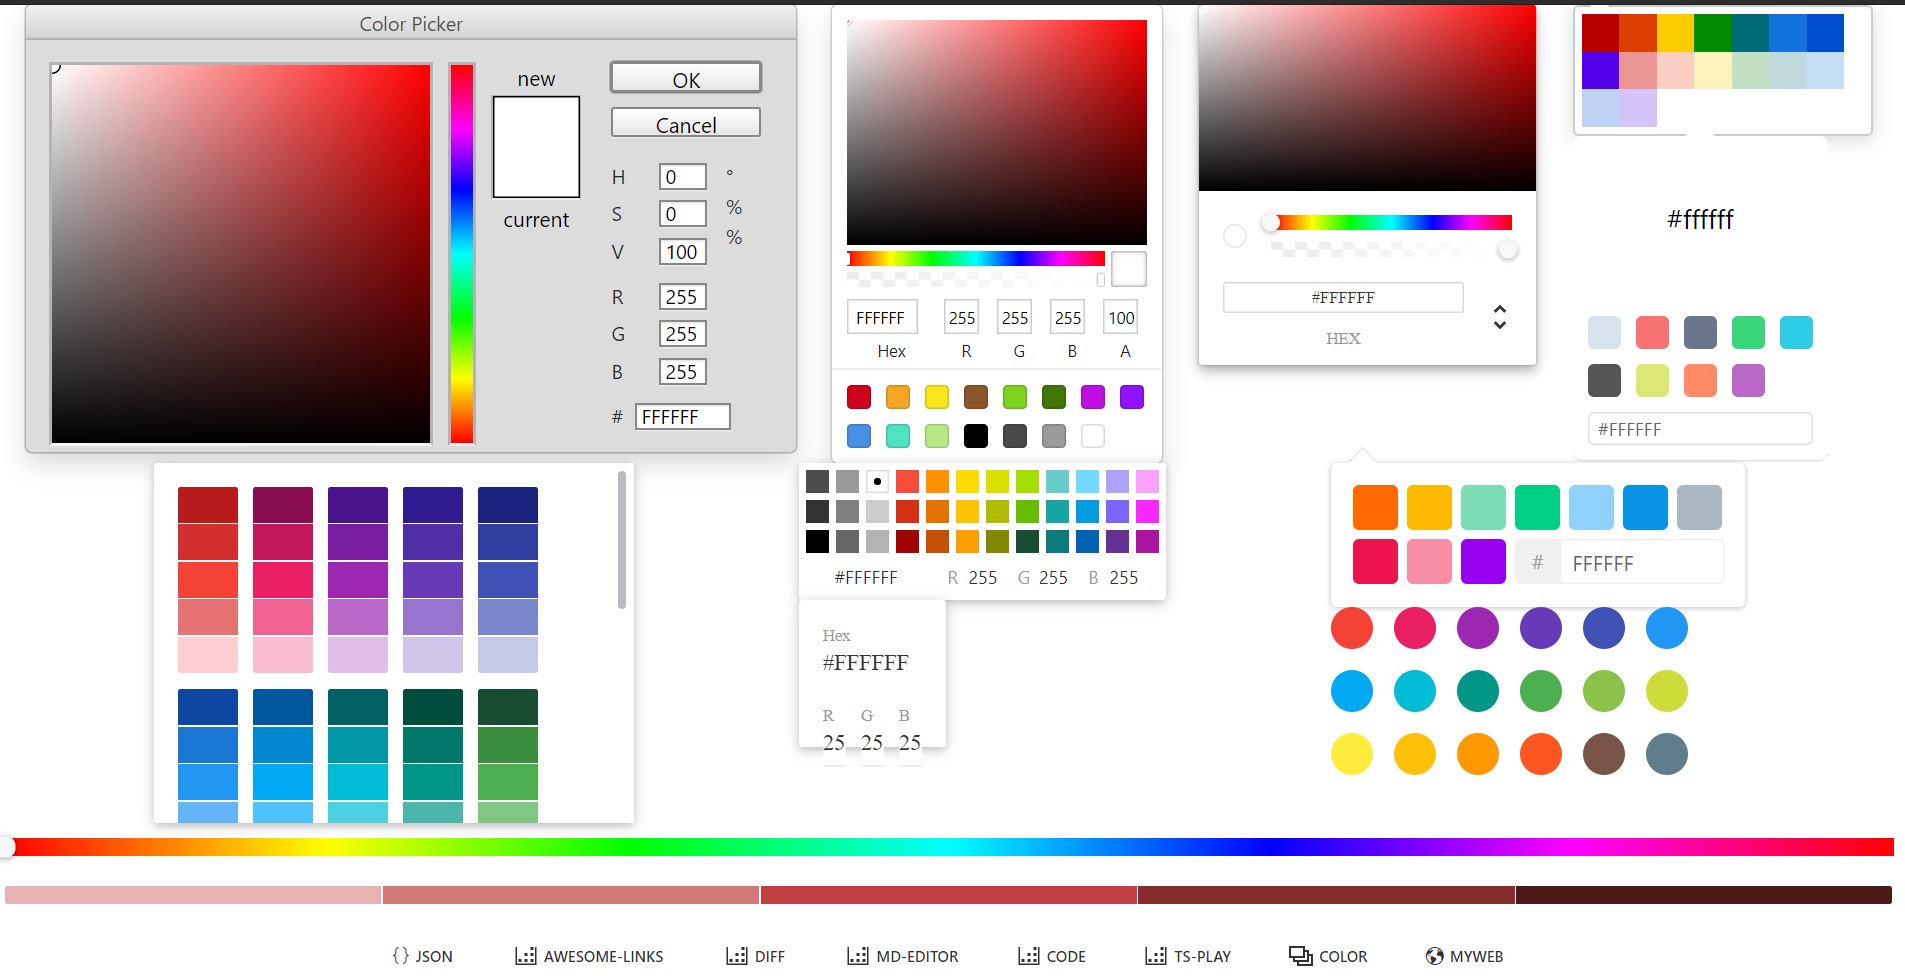 Color Picker
new
current
OK
Cancel
H 0 °
S 0 %
V 100 %
R 255
G 255
B 255
# FFFFFF
FFFFFF 255 255 255 100
Hex R G B A
#FFFFFF
HEX
#ffffff
#FFFFFF
#FFFFFF R 255 G 255 B 255
# FFFFFF
Hex
#FFFFFF
R G B
25 25 25
{} JSON AWESOME-LINKS DIFF MD-EDITOR CODE TS-PLAY COLOR MYWEB